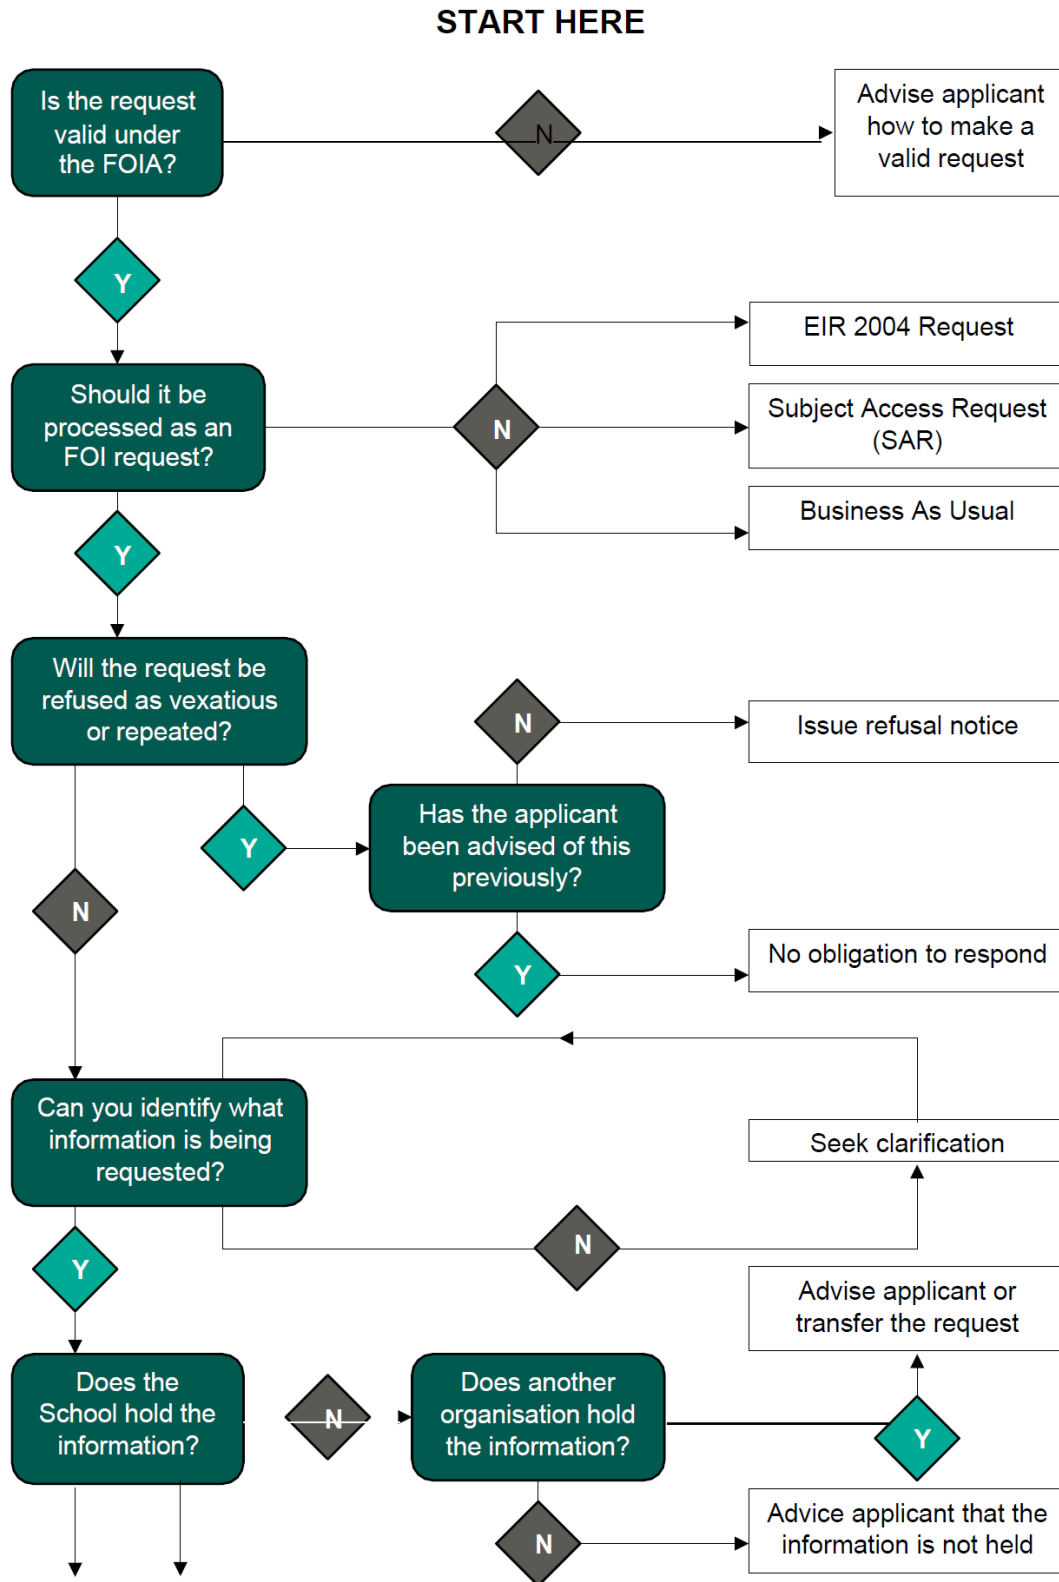 START HERE
Is the request
valid under
the FOIA?
N
Advise applicant
how to make a
valid request
Y
EIR 2004 Request
Should it be
processed as an
FOI request?
N
Subject Access Request
(SAR)
Business As Usual
Y
Will the request be
refused as vexatious
or repeated?
N
Issue refusal notice
Y
Has the applicant
been advised of this
previously?
N
Y
No obligation to respond
Can you identify what
information is being
requested?
Seek clarification
N
Y
Advise applicant or
transfer the request
Does the
School hold the
information?
N
Does another
organisation hold
the information?
Y
N
Advice applicant that the
information is not held